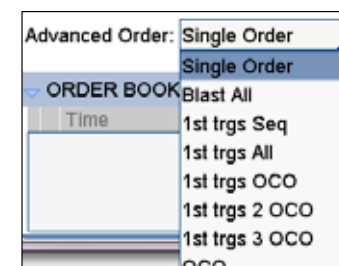 Advanced Order: Single Order
Single Order
ORDER BOOK
Blast All
Time
1st trgs Seq
1st trgs All
1st trgs OCO
1st trgs 2 OCO
1st trgs 3 OCO
OCO